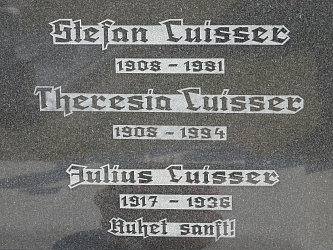 Stefan Luisser
1908 - 1981
Theresia Luisser
1908 - 1994
Julius Luisser
1917 - 1936
Ruhet sanft!